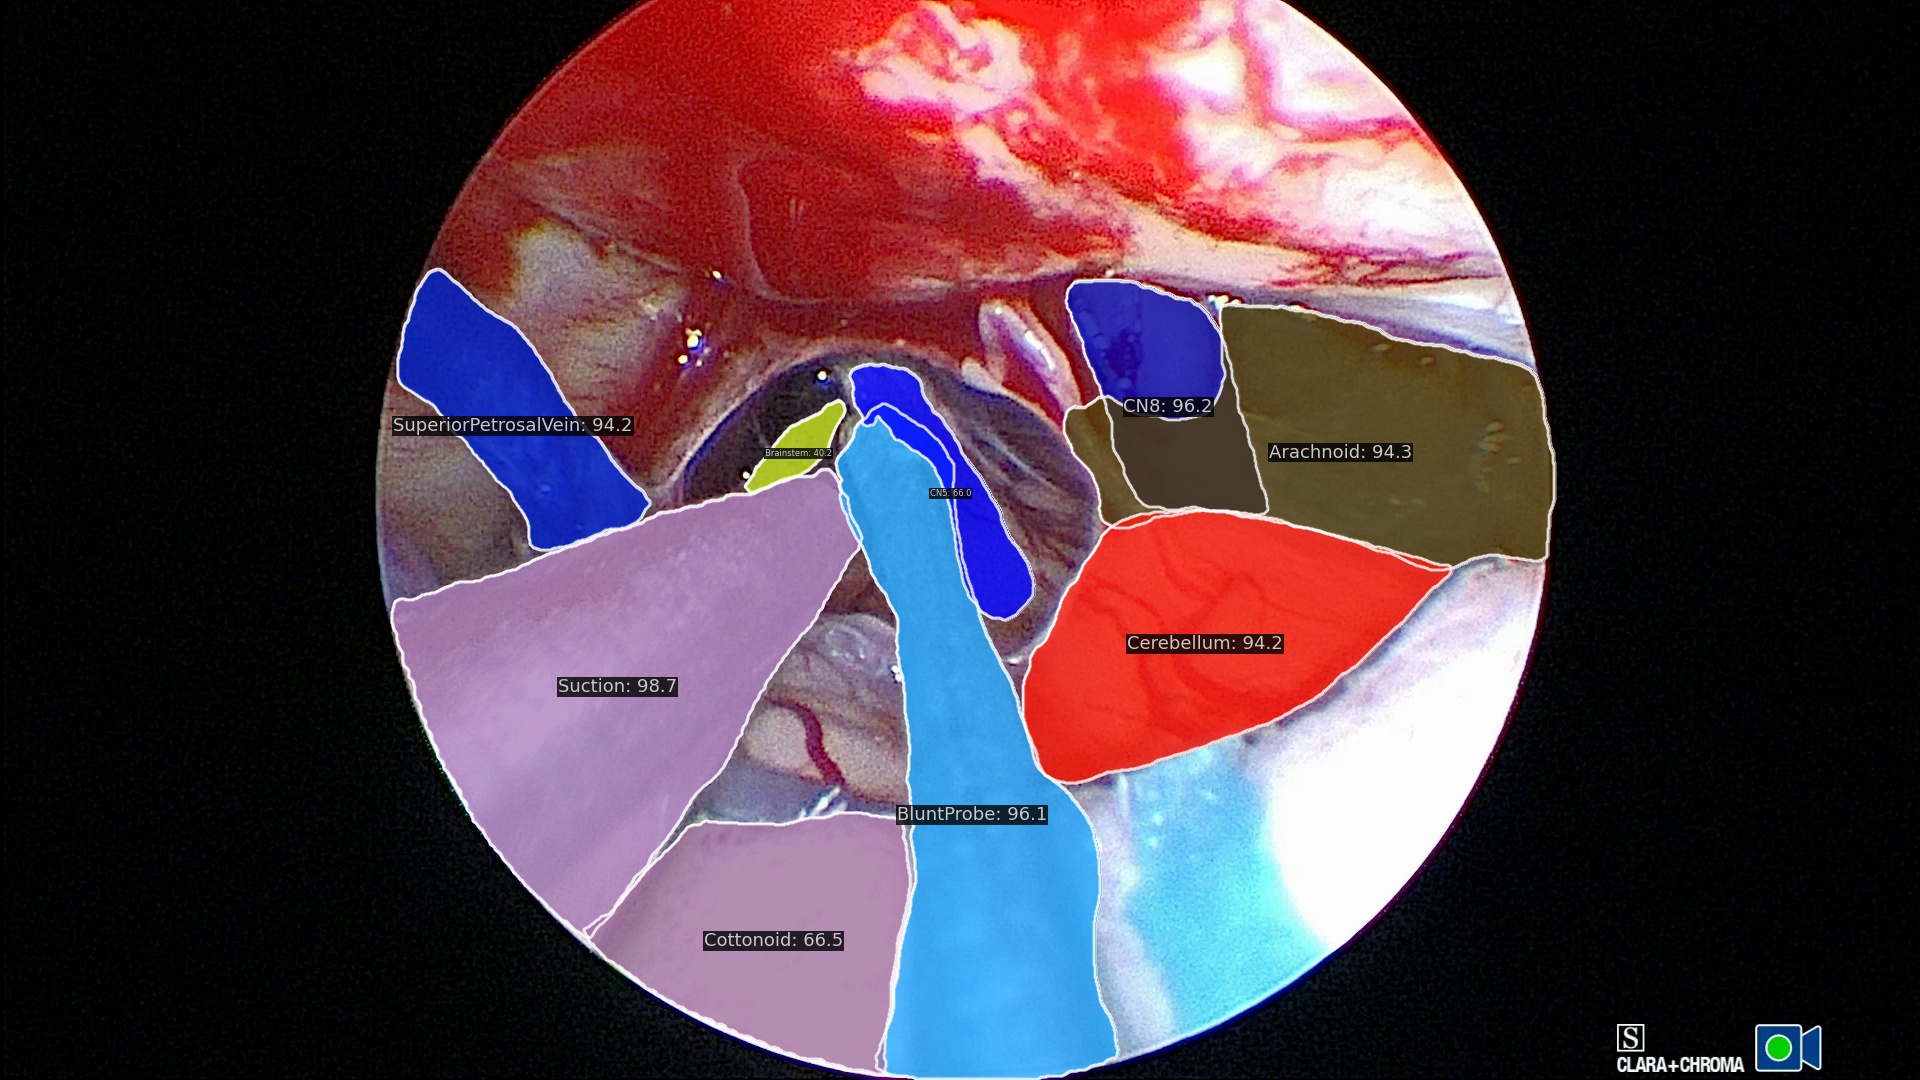 CN8: 96.2
SuperiorPetrosalVein: 94.2
Arachnoid: 94.3
Brainstem: 40.2
CN5: 66.0
Cerebellum: 94.2
Suction: 98.7
BluntProbe: 96.1
Cottonoid: 66.5
S
CLARA+CHROMA